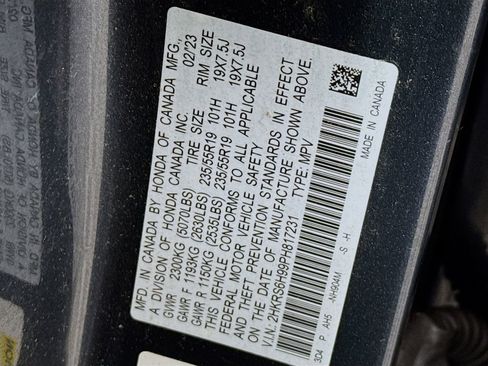 MFD. IN CANADA BY HONDA OF CANADA MFG., 02/23
A DIVISION OF HONDA CANADA INC.
TIRE SIZE RIM SIZE
GVWR 2300KG (5070LBS)
GAWR F 1193KG (2630LBS) 235/55R19 101H 19X7.5J
GAWR R 1150KG (2535LBS) 235/55R19 101H 19X7.5J
THIS VEHICLE CONFORMS TO ALL APPLICABLE
FEDERAL MOTOR VEHICLE SAFETY
AND THEFT PREVENTION STANDARDS IN EFFECT
ON THE DATE OF MANUFACTURE SHOWN ABOVE.
V.I.N: 2HKRS6H99PH817231 TYPE: MPV
3D4 P AH5 -NH904M -S -H
MADE IN CANADA